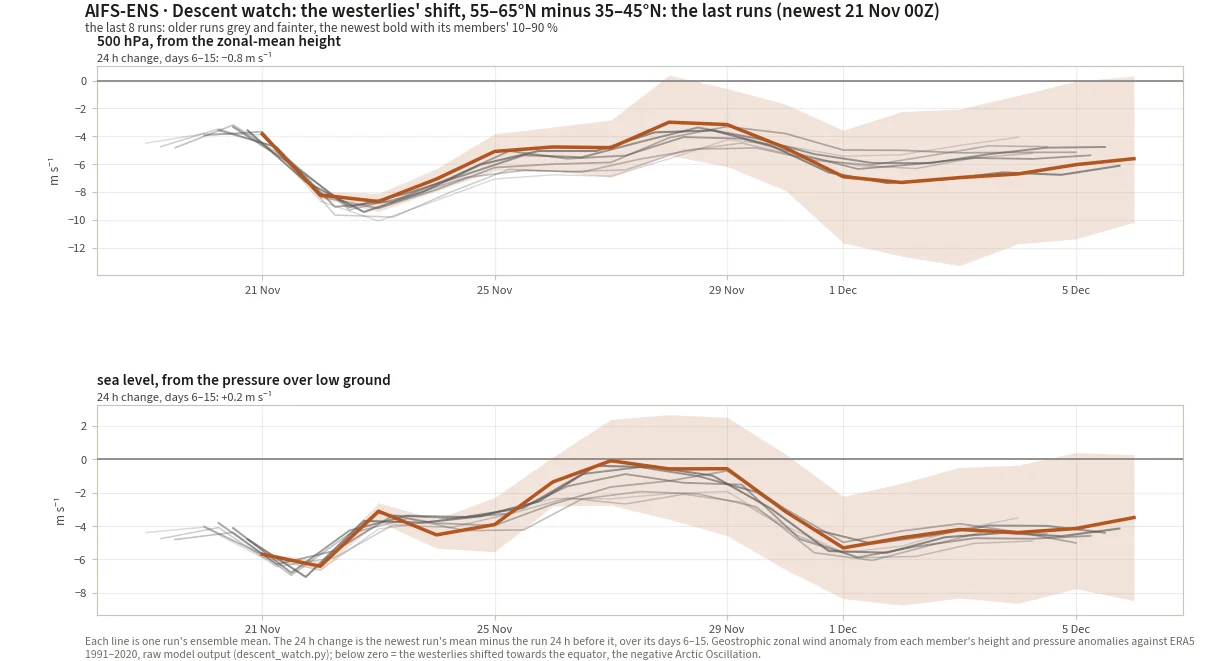 AIFS-ENS · Descent watch: the westerlies' shift, 55–65°N minus 35–45°N: the last runs (newest 21 Nov 00Z)
the last 8 runs: older runs grey and fainter, the newest bold with its members' 10–90 %
500 hPa, from the zonal-mean height
24 h change, days 6–15: −0.8 m s⁻¹
0
−2
−4
−6
−8
−10
−12
m s⁻¹
21 Nov
25 Nov
29 Nov
1 Dec
5 Dec
sea level, from the pressure over low ground
24 h change, days 6–15: +0.2 m s⁻¹
2
0
−2
−4
−6
−8
m s⁻¹
21 Nov
25 Nov
29 Nov
1 Dec
5 Dec
Each line is one run's ensemble mean. The 24 h change is the newest run's mean minus the run 24 h before it, over its days 6–15. Geostrophic zonal wind anomaly from each member's height and pressure anomalies against ERA5
1991–2020, raw model output (descent_watch.py); below zero = the westerlies shifted towards the equator, the negative Arctic Oscillation.